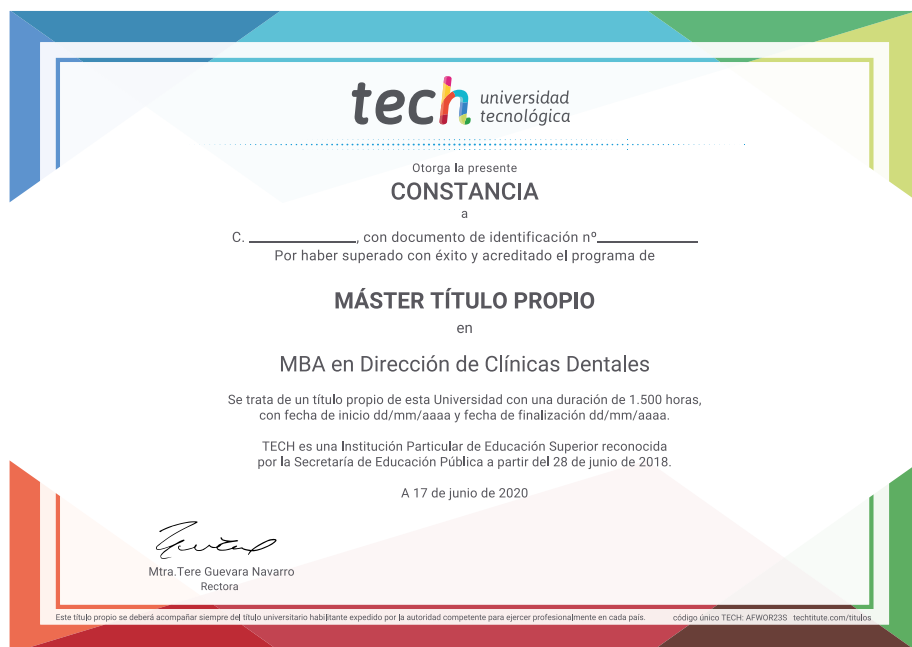 tech universidad
tecnológica
Otorga la presente
CONSTANCIA
a
C. ____________, con documento de identificación nº____________
Por haber superado con éxito y acreditado el programa de
MÁSTER TÍTULO PROPIO
en
MBA en Dirección de Clínicas Dentales
Se trata de un título propio de esta Universidad con una duración de 1.500 horas,
con fecha de inicio dd/mm/aaaa y fecha de finalización dd/mm/aaaa.
TECH es una Institución Particular de Educación Superior reconocida
por la Secretaría de Educación Pública a partir del 28 de junio de 2018.
A 17 de junio de 2020
Mtra.Tere Guevara Navarro
Rectora
Este título propio se deberá acompañar siempre del título universitario habilitante expedido por la autoridad competente para ejercer profesionalmente en cada país. código único TECH: AFWOR23S techtitute.com/titulos